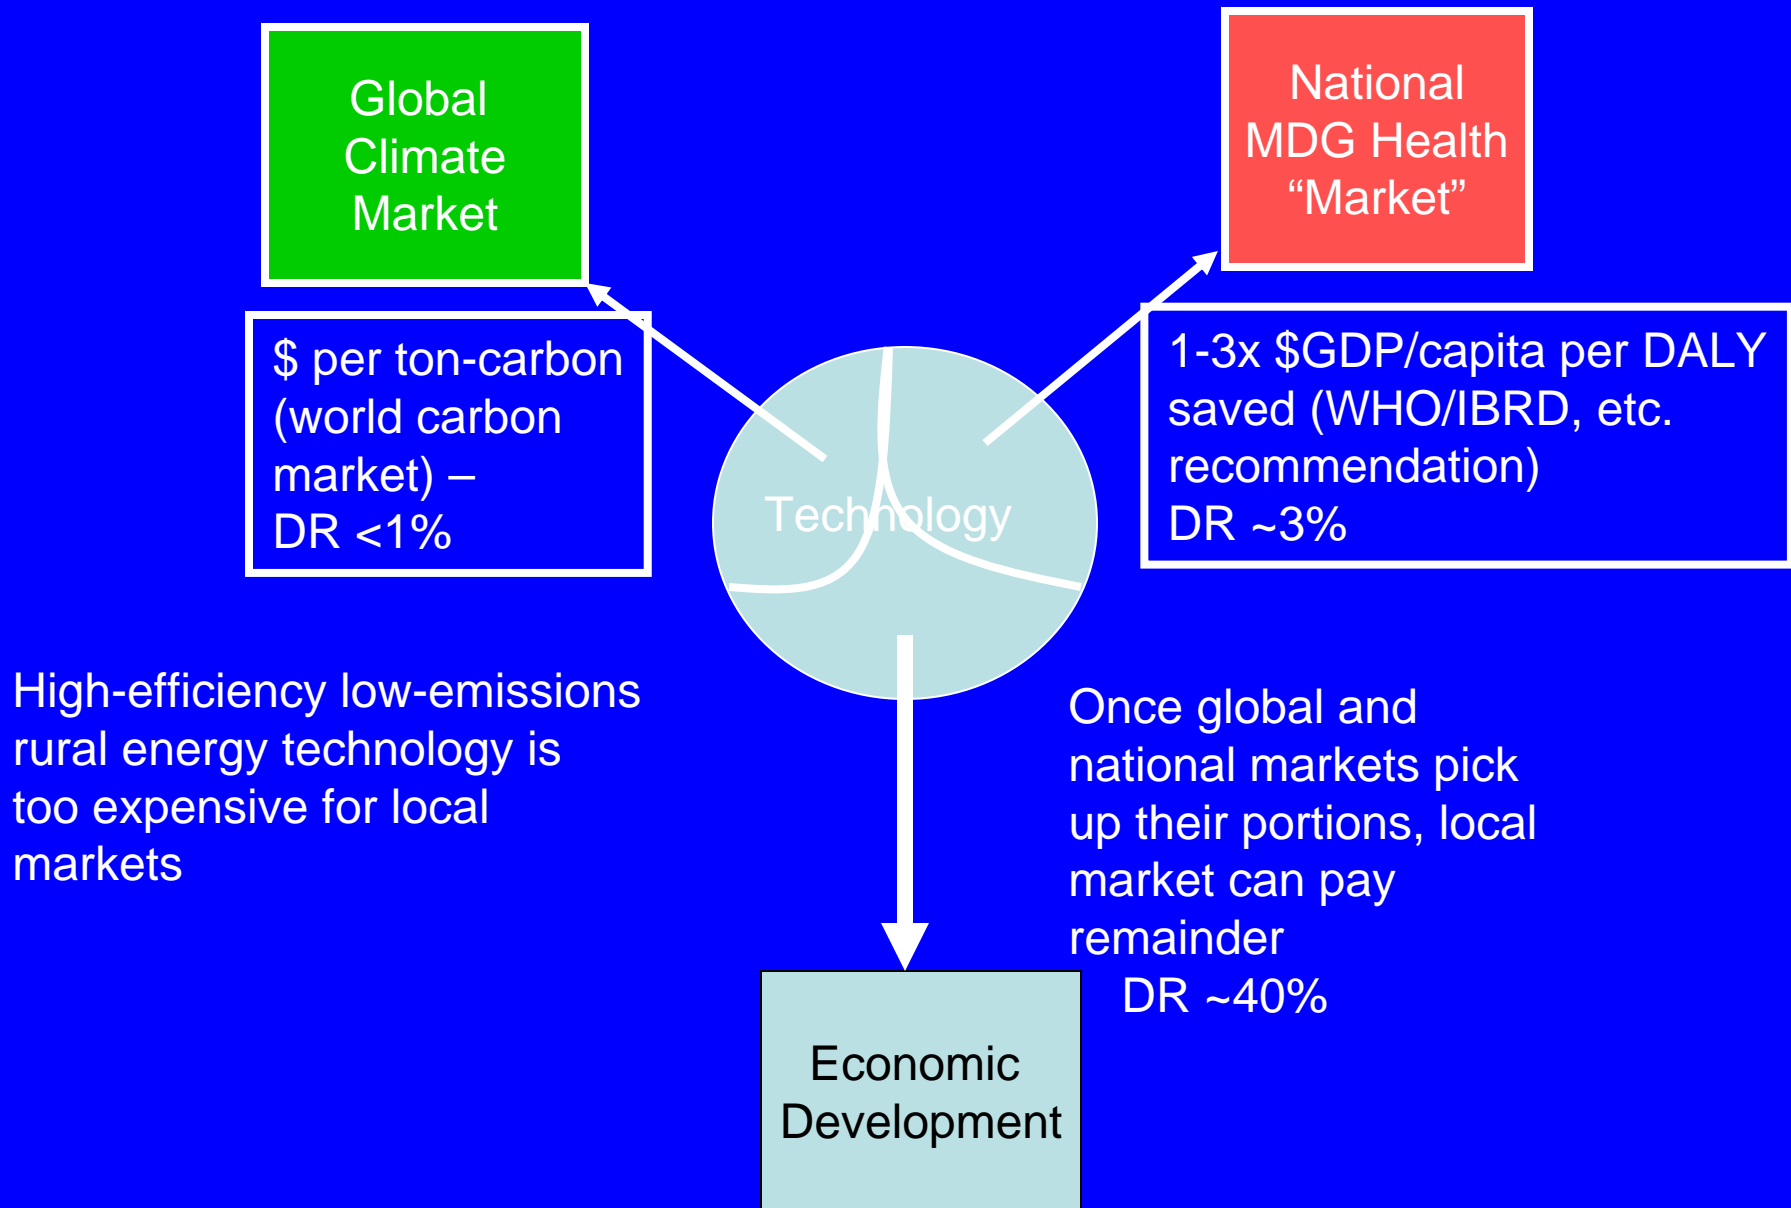 Global
Climate
Market
National
MDG Health
“Market”
$ per ton-carbon
(world carbon
market) –
DR <1%
1-3x $GDP/capita per DALY
saved (WHO/IBRD, etc.
recommendation)
DR ~3%
Technology
High-efficiency low-emissions
rural energy technology is
too expensive for local
markets
Once global and
national markets pick
up their portions, local
market can pay
remainder
DR ~40%
Economic
Development